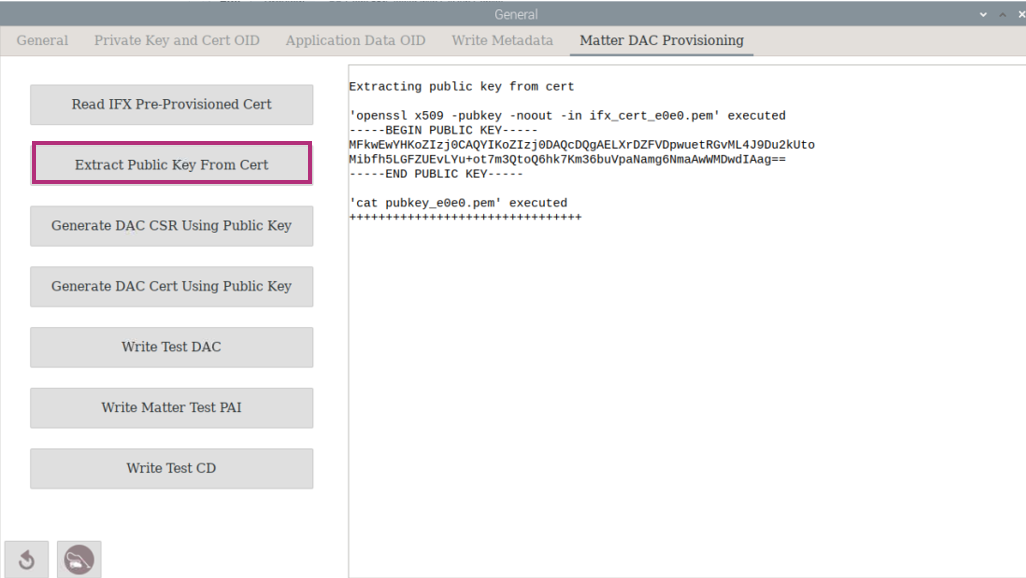 General
General Private Key and Cert OID Application Data OID Write Metadata Matter DAC Provisioning
Read IFX Pre-Provisioned Cert
Extract Public Key From Cert
Generate DAC CSR Using Public Key
Generate DAC Cert Using Public Key
Write Test DAC
Write Matter Test PAI
Write Test CD
Extracting public key from cert
'openssl x509 -pubkey -noout -in ifx_cert_e0e0.pem' executed
-----BEGIN PUBLIC KEY-----
MFkwEwYHKoZIzj0CAQYIKoZIzj0DAQcDQgAELXrDZFVDpwuetRGvML4J9Du2kUto
Mibfh5LGFZUEvLYu+ot7m3QtoQ6hk7Km36buVpaNamg6NmaAwWMDwdIAag==
-----END PUBLIC KEY-----
'cat pubkey_e0e0.pem' executed
++++++++++++++++++++++++++++++++